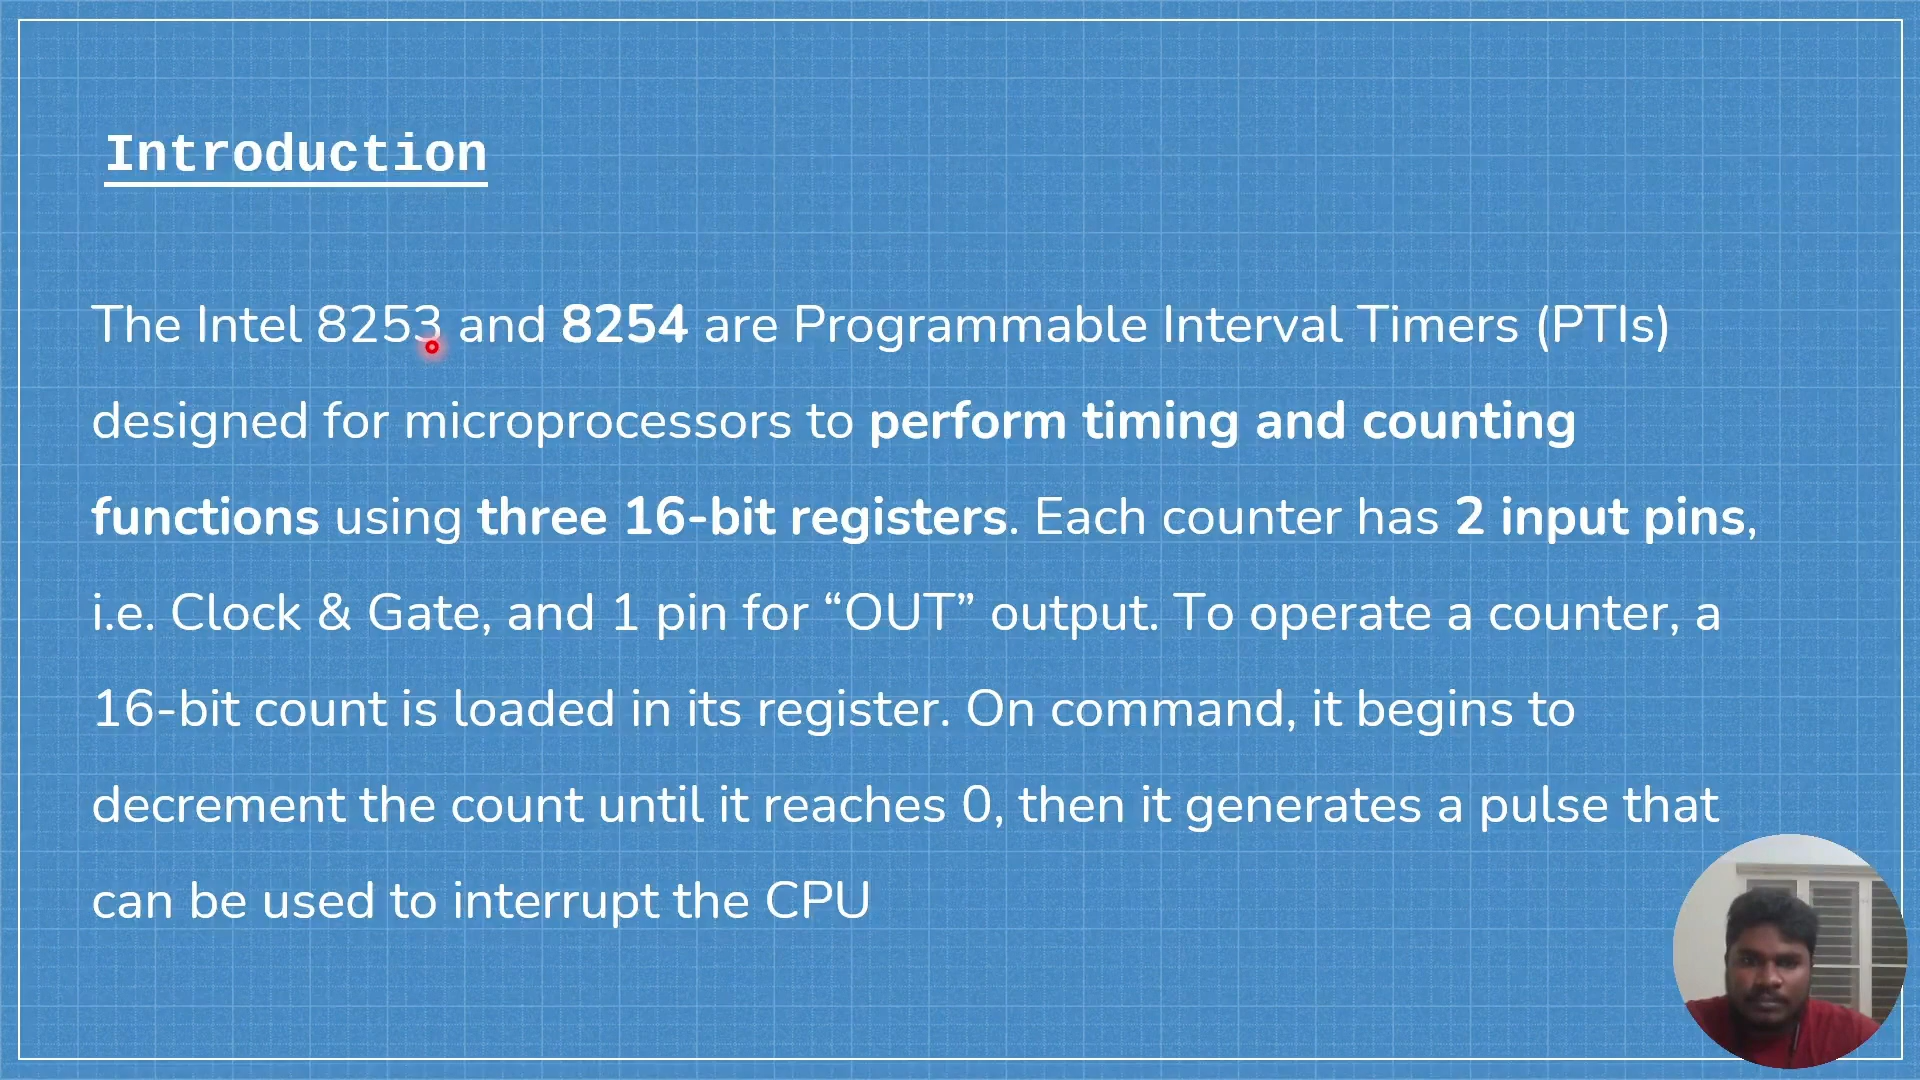 Introduction
The Intel 8253 and 8254 are Programmable Interval Timers (PTIs)
designed for microprocessors to perform timing and counting
functions using three 16-bit registers. Each counter has 2 input pins,
i.e. Clock & Gate, and 1 pin for “OUT” output. To operate a counter, a
16-bit count is loaded in its register. On command, it begins to
decrement the count until it reaches 0, then it generates a pulse that
can be used to interrupt the CPU